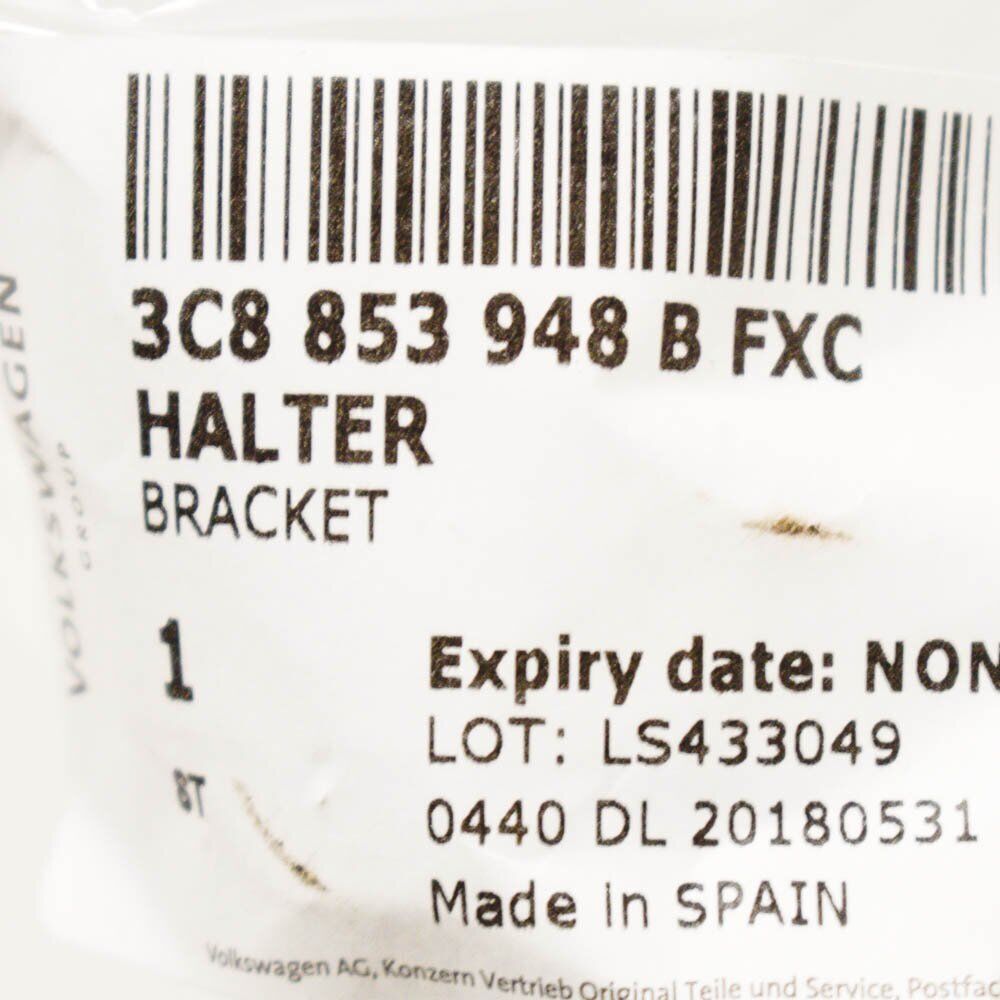 3C8 853 948 B FXC
HALTER
BRACKET
VOLKSWAGEN
GROUP
1
ST
Expiry date: NON
LOT: LS433049
0440 DL 20180531
Made in SPAIN
Volkswagen AG, Konzern Vertrieb Original Teile und Service, Postfac